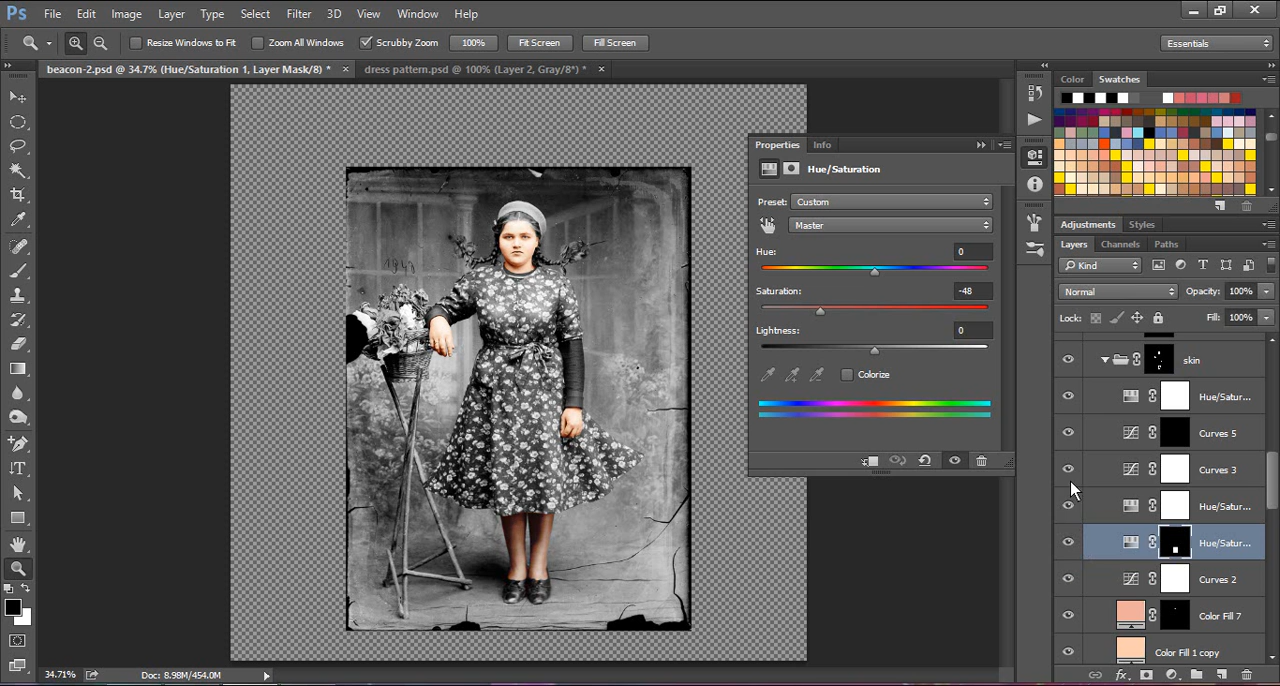 Ps File Edit Image Layer Type Select Filter 3D View Window Help
Resize Windows to Fit Zoom All Windows Scrubby Zoom 100% Fit Screen Fill Screen Essentials
beacon-2.psd @ 34.7% (Hue/Saturation 1, Layer Mask/8) * × dress pattern.psd @ 100% (Layer 2, Gray/8*) * ×
Color Swatches
Properties Info
Hue/Saturation
Preset: Custom
Master
Hue: 0
Saturation: -48
Lightness: 0
Colorize
Adjustments Styles
Layers Channels Paths
Kind
Normal Opacity: 100%
Lock: Fill: 100%
skin
Hue/Satur...
Curves 5
Curves 3
Hue/Satur...
Hue/Satur...
Curves 2
Color Fill 7
Color Fill 1 copy
fx
34.71% Doc: 8.98M/454.0M